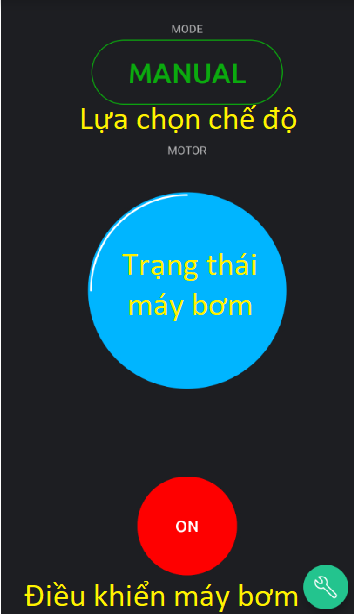 MODE
MANUAL
Lựa chọn chế độ
MOTOR
Trạng thái
máy bơm
ON
Điều khiển máy bơm